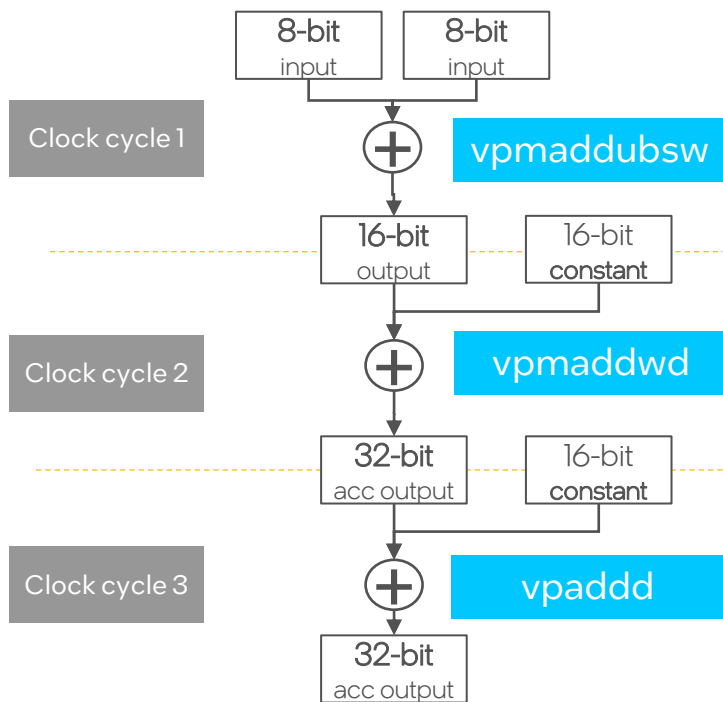 8-bit
input
8-bit
input
Clock cycle 1
vpmaddubsw
16-bit
output
16-bit
constant
Clock cycle 2
vpmaddwd
32-bit
acc output
16-bit
constant
Clock cycle 3
vpaddd
32-bit
acc output